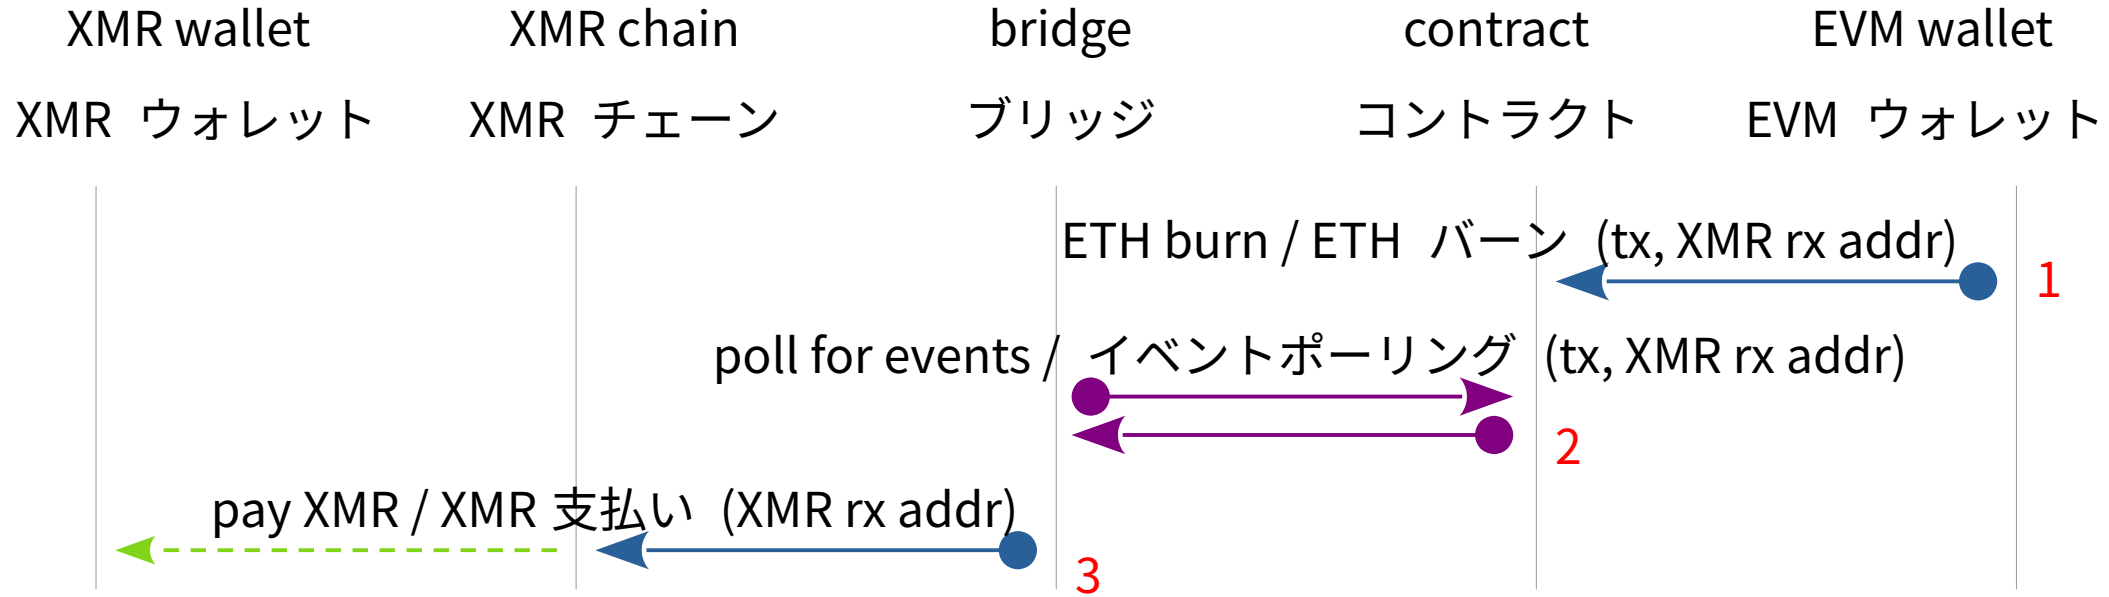 XMR wallet XMR chain bridge contract EVM wallet
XMR ウォレット XMR チェーン ブリッジ コントラクト EVM ウォレット
ETH burn / ETH バーン (tx, XMR rx addr)
1
poll for events / イベントポーリング (tx, XMR rx addr)
2
pay XMR / XMR 支払い (XMR rx addr)
3